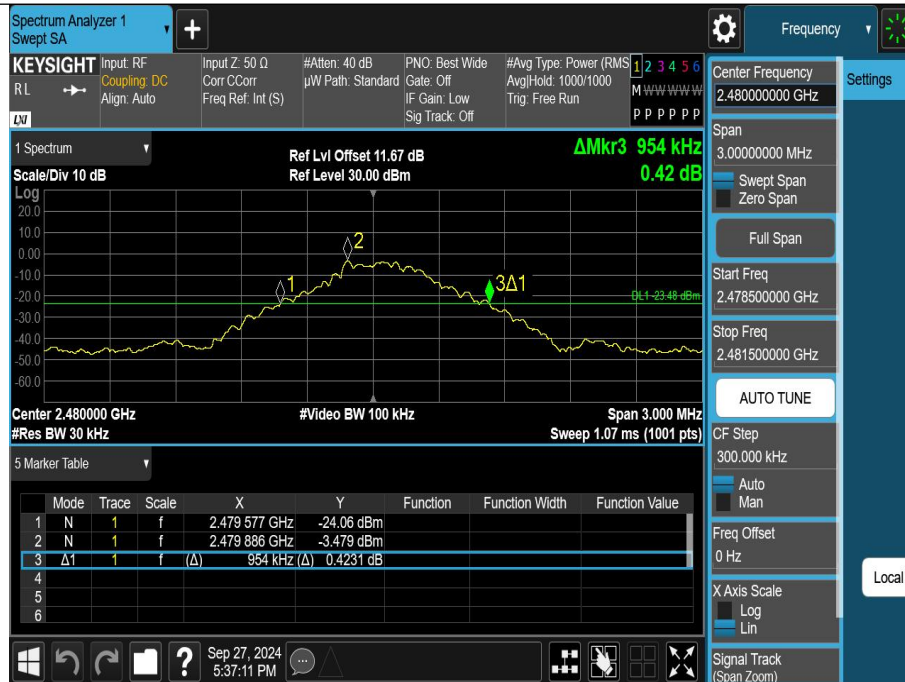 Spectrum Analyzer 1
Swept SA
+
Frequency
KEYSIGHT
RL
LXI
Input: RF
Coupling: DC
Align: Auto
Input Z: 50 Ω
Corr CCorr
Freq Ref: Int (S)
#Atten: 40 dB
µW Path: Standard
PNO: Best Wide
Gate: Off
IF Gain: Low
Sig Track: Off
#Avg Type: Power (RMS
Avg|Hold: 1000/1000
Trig: Free Run
1 2 3 4 5 6
M W W W W W
P P P P P P
1 Spectrum
Scale/Div 10 dB
Ref Lvl Offset 11.67 dB
Ref Level 30.00 dBm
ΔMkr3 954 kHz
0.42 dB
Log
20.0
10.0
0.00
-10.0
-20.0
-30.0
-40.0
-50.0
-60.0
1
2
3Δ1
DL1 -23.48 dBm
Center 2.480000 GHz
#Video BW 100 kHz
Span 3.000 MHz
#Res BW 30 kHz
Sweep 1.07 ms (1001 pts)
5 Marker Table
Mode Trace Scale X Y Function Function Width Function Value
1 N 1 f 2.479 577 GHz -24.06 dBm
2 N 1 f 2.479 886 GHz -3.479 dBm
3 Δ1 1 f (Δ) 954 kHz (Δ) 0.4231 dB
4
5
6
?
Sep 27, 2024
5:37:11 PM
Center Frequency
2.480000000 GHz
Span
3.00000000 MHz
Swept Span
Zero Span
Full Span
Start Freq
2.478500000 GHz
Stop Freq
2.481500000 GHz
AUTO TUNE
CF Step
300.000 kHz
Auto
Man
Freq Offset
0 Hz
X Axis Scale
Log
Lin
Signal Track
(Span Zoom)
Settings
Local